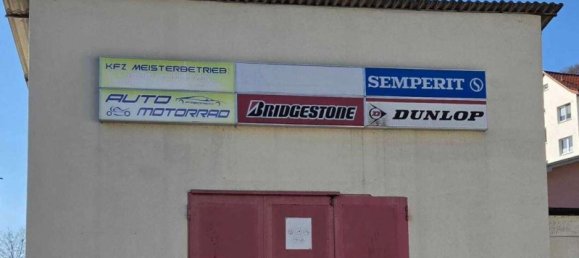 KFZ MEISTERBETRIEB
AUTO
MOTORRAD
BRIDGESTONE
SEMPERIT
DUNLOP